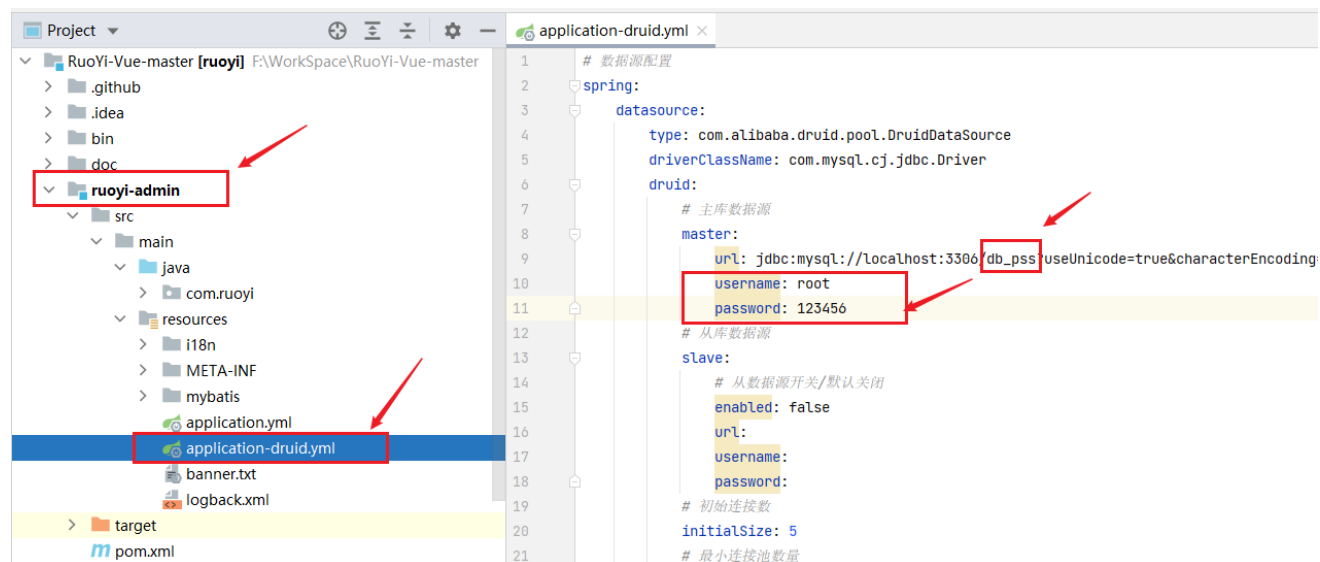 Project
RuoYi-Vue-master [ruoyi] F:\WorkSpace\RuoYi-Vue-master
.github
.idea
bin
doc
ruoyi-admin
src
main
java
com.ruoyi
resources
i18n
META-INF
mybatis
application.yml
application-druid.yml
banner.txt
logback.xml
target
pom.xml
application-druid.yml
1 # 数据源配置
2 spring:
3 datasource:
4 type: com.alibaba.druid.pool.DruidDataSource
5 driverClassName: com.mysql.cj.jdbc.Driver
6 druid:
7 # 主库数据源
8 master:
9 url: jdbc:mysql://localhost:3306/db_pss?useUnicode=true&characterEncoding=
10 username: root
11 password: 123456
12 # 从库数据源
13 slave:
14 # 从数据源开关/默认关闭
15 enabled: false
16 url:
17 username:
18 password:
19 # 初始连接数
20 initialSize: 5
21 # 最小连接池数量